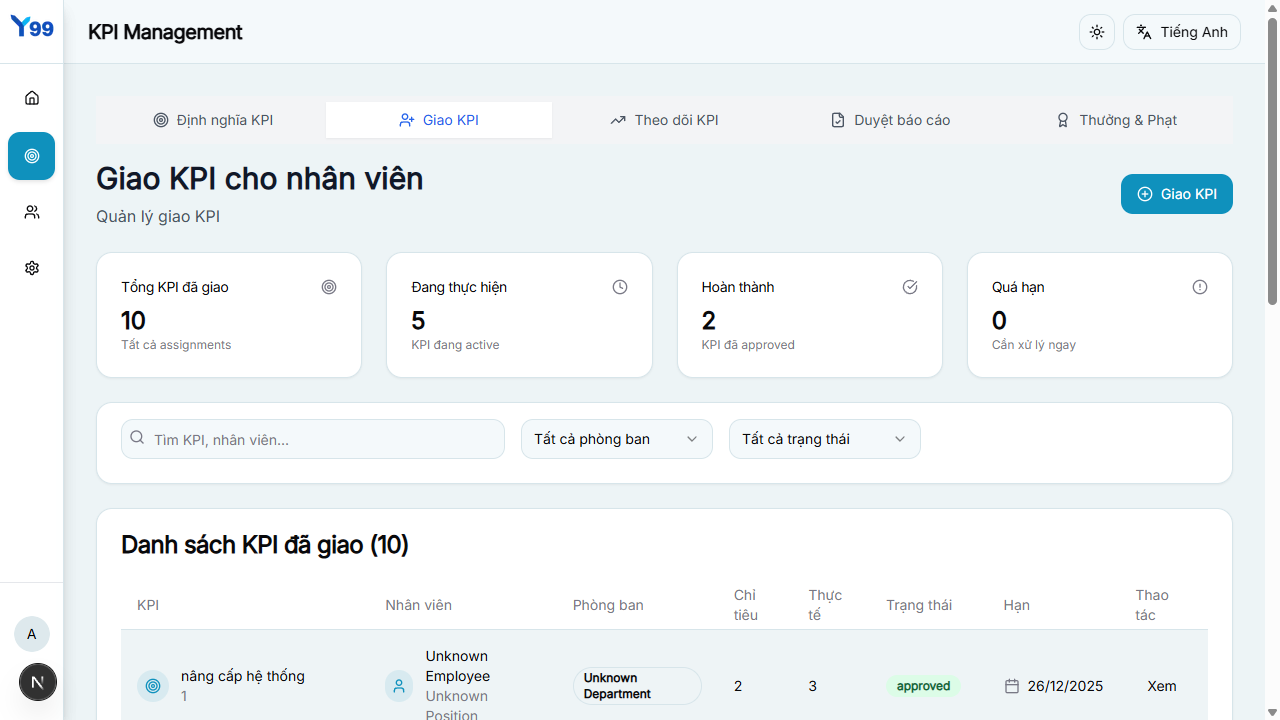 Y99
KPI Management
Tiếng Anh
Định nghĩa KPI
Giao KPI
Theo dõi KPI
Duyệt báo cáo
Thưởng & Phạt
Giao KPI cho nhân viên
Quản lý giao KPI
Giao KPI
Tổng KPI đã giao
10
Tất cả assignments
Đang thực hiện
5
KPI đang active
Hoàn thành
2
KPI đã approved
Quá hạn
0
Cần xử lý ngay
Tìm KPI, nhân viên...
Tất cả phòng ban
Tất cả trạng thái
Danh sách KPI đã giao (10)
KPI
Nhân viên
Phòng ban
Chỉ
tiêu
Thực
tế
Trạng thái
Hạn
Thao
tác
nâng cấp hệ thống
1
Unknown
Employee
Unknown
Position
Unknown
Department
2
3
approved
26/12/2025
Xem
A
N